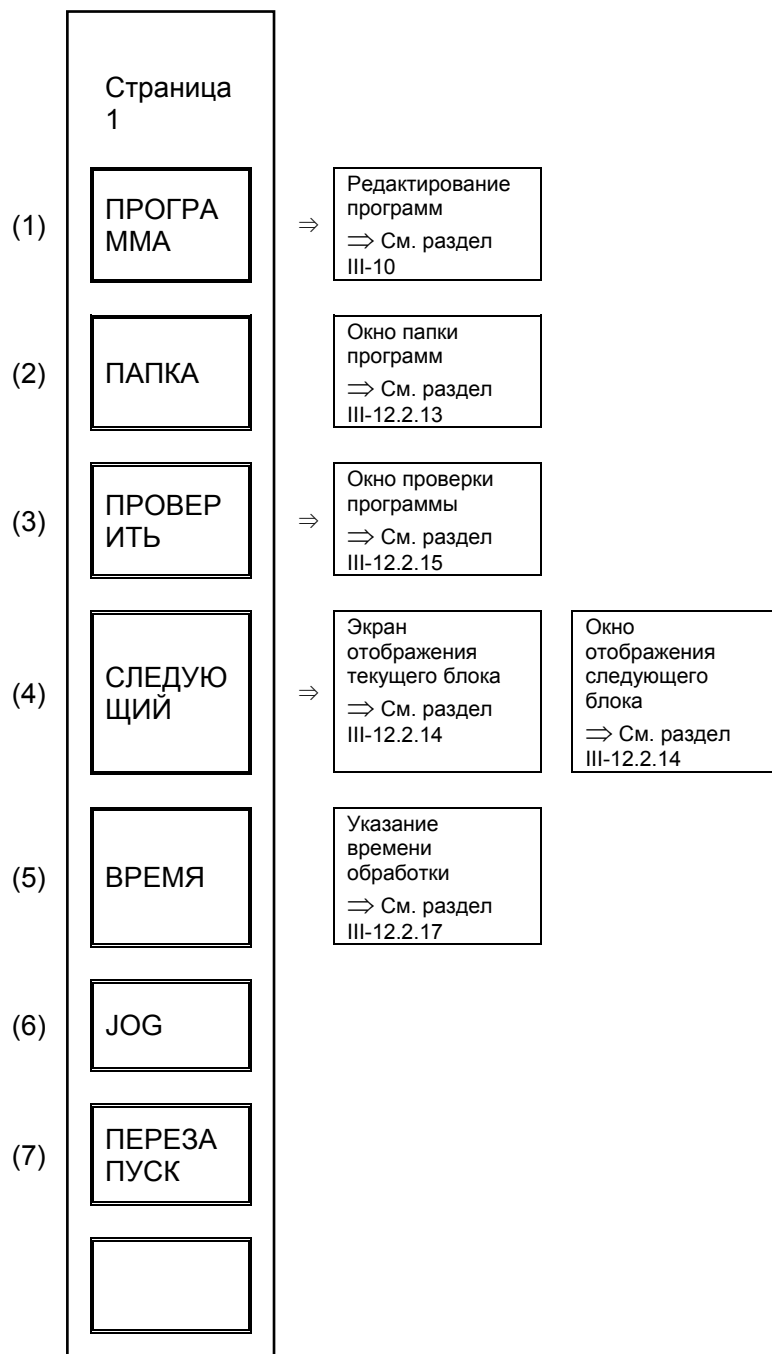 Страница
1
(1)
ПРОГРА
ММА
⇒
Редактирование
программ
⇒ См. раздел
III-10
(2)
ПАПКА
Окно папки
программ
⇒ См. раздел
III-12.2.13
(3)
ПРОВЕР
ИТЬ
⇒
Окно проверки
программы
⇒ См. раздел
III-12.2.15
(4)
СЛЕДУЮ
ЩИЙ
⇒
Экран
отображения
текущего блока
⇒ См. раздел
III-12.2.14
Окно
отображения
следующего
блока
⇒ См. раздел
III-12.2.14
(5)
ВРЕМЯ
Указание
времени
обработки
⇒ См. раздел
III-12.2.17
(6)
JOG
(7)
ПЕРЕЗА
ПУСК